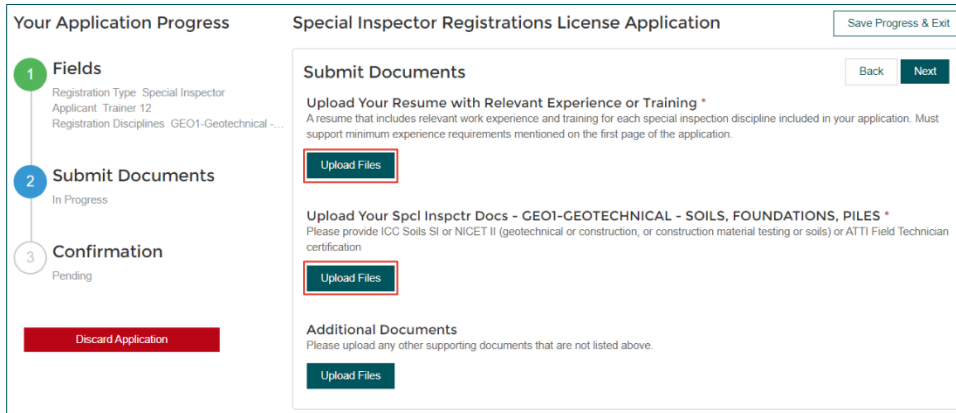 Your Application Progress
1
Fields
Registration Type Special Inspector
Applicant Trainer 12
Registration Disciplines GEO1-Geotechnical -...
2
Submit Documents
In Progress
3
Confirmation
Pending
Discard Application
Special Inspector Registrations License Application
Save Progress & Exit
Submit Documents
Back
Next
Upload Your Resume with Relevant Experience or Training *
A resume that includes relevant work experience and training for each special inspection discipline included in your application. Must
support minimum experience requirements mentioned on the first page of the application.
Upload Files
Upload Your Spcl Inspctr Docs - GEO1-GEOTECHNICAL - SOILS, FOUNDATIONS, PILES *
Please provide ICC Soils SI or NICET II (geotechnical or construction, or construction material testing or soils) or ATTI Field Technician
certification
Upload Files
Additional Documents
Please upload any other supporting documents that are not listed above.
Upload Files